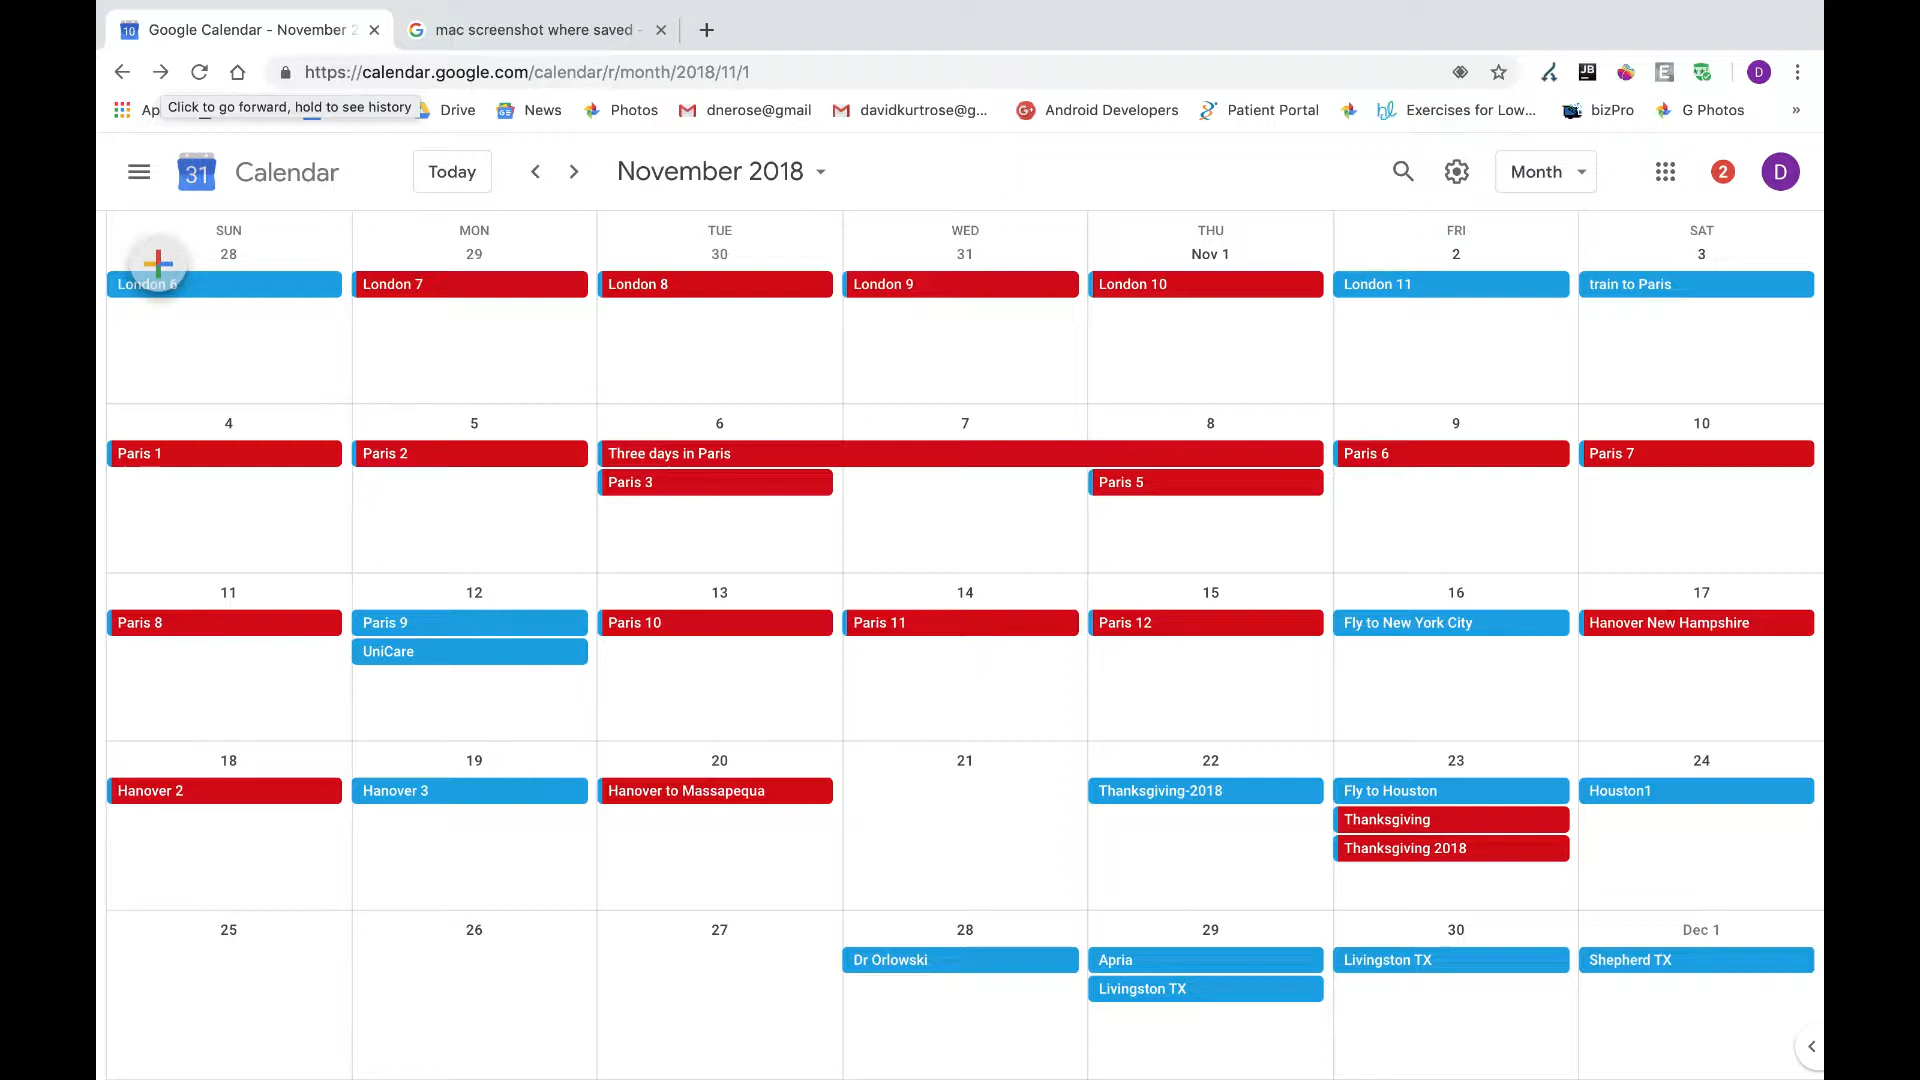 Google Calendar - November 2
mac screenshot where saved -
https://calendar.google.com/calendar/r/month/2018/11/1
JB
E
D
Ap
Click to go forward, hold to see history
Drive
News
Photos
dnerose@gmail
davidkurtrose@g...
Android Developers
Patient Portal
Exercises for Low...
bizPro
G Photos
»
31
Calendar
Today
November 2018
Month
2
D
SUN MON TUE WED THU FRI SAT
28 29 30 31 Nov 1 2 3
London 6 London 7 London 8 London 9 London 10 London 11 train to Paris
4 5 6 7 8 9 10
Paris 1 Paris 2 Three days in Paris Paris 6 Paris 7
Paris 3 Paris 5
11 12 13 14 15 16 17
Paris 8 Paris 9 Paris 10 Paris 11 Paris 12 Fly to New York City Hanover New Hampshire
UniCare
18 19 20 21 22 23 24
Hanover 2 Hanover 3 Hanover to Massapequa Thanksgiving-2018 Fly to Houston Houston1
Thanksgiving
Thanksgiving 2018
25 26 27 28 29 30 Dec 1
Dr Orlowski Apria Livingston TX Shepherd TX
Livingston TX